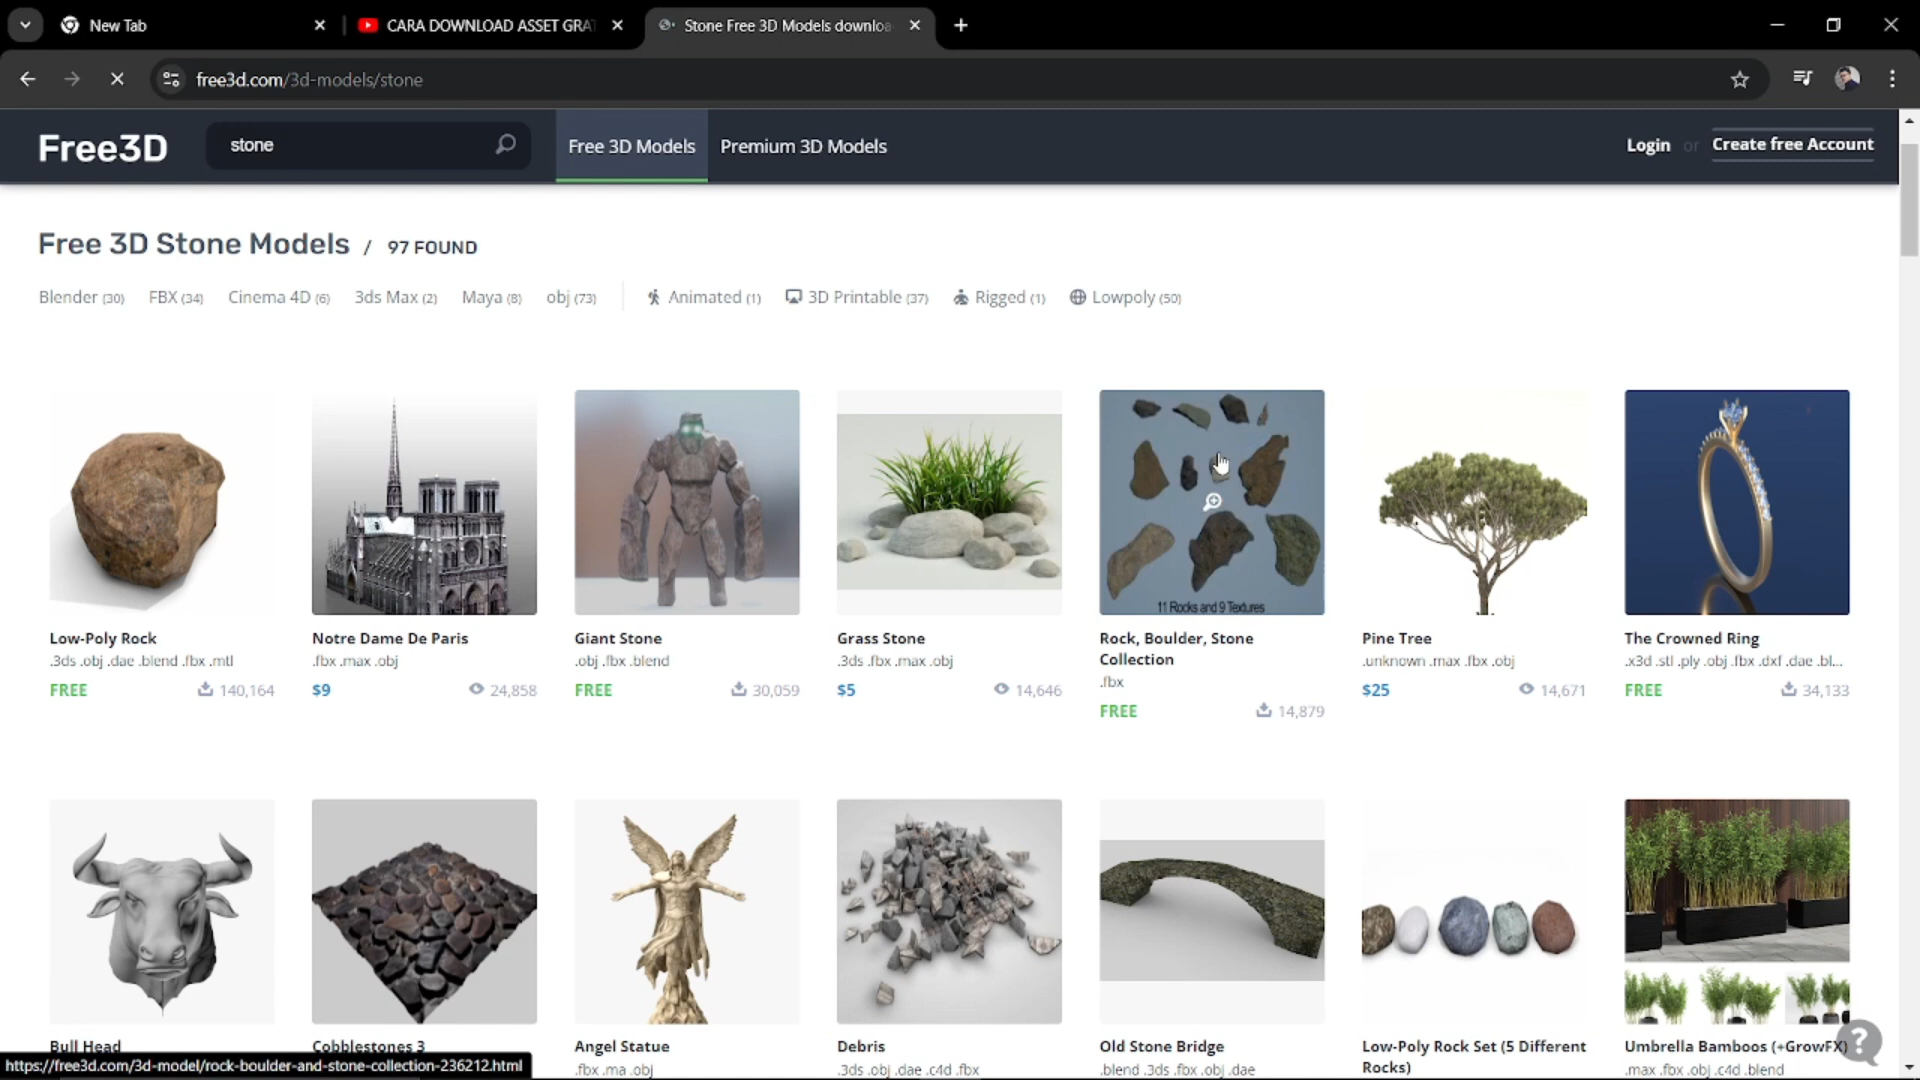 New Tab
CARA DOWNLOAD ASSET GRA
Stone Free 3D Models downloa
free3d.com/3d-models/stone
Free3D
stone
Free 3D Models
Premium 3D Models
Login or Create free Account
Free 3D Stone Models / 97 FOUND
Blender (30) FBX (34) Cinema 4D (6) 3ds Max (2) Maya (8) obj (73) Animated (1) 3D Printable (37) Rigged (1) Lowpoly (50)
11 Rocks and 9 Textures
Low-Poly Rock
.3ds .obj .dae .blend .fbx .mtl
FREE 140,164
Notre Dame De Paris
.fbx .max .obj
$9 24,858
Giant Stone
.obj .fbx .blend
FREE 30,059
Grass Stone
.3ds .fbx .max .obj
$5 14,646
Rock, Boulder, Stone
Collection
.fbx
FREE 14,879
Pine Tree
.unknown .max .fbx .obj
$25 14,671
The Crowned Ring
.x3d .stl .ply .obj .fbx .dxf .dae .bl...
FREE 34,133
Bull Head
Cobblestones 3
Angel Statue
.fbx .ma .obj
Debris
.3ds .obj .dae .c4d .fbx
Old Stone Bridge
.blend .3ds .fbx .obj .dae
Low-Poly Rock Set (5 Different
Rocks)
Umbrella Bamboos (+GrowFX)
.max .fbx .obj .c4d .blend
?
https://free3d.com/3d-model/rock-boulder-and-stone-collection-236212.html